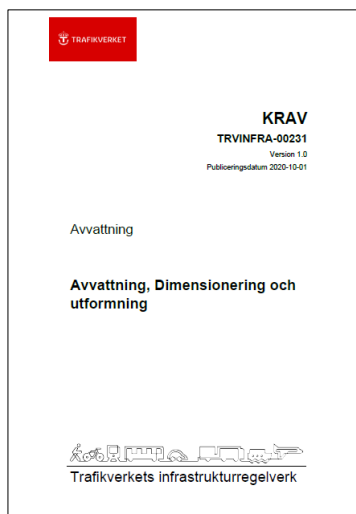 TRAFIKVERKET
KRAV
TRVINFRA-00231
Version 1.0
Publiceringsdatum 2020-10-01
Avvattning
Avvattning, Dimensionering och
utformning
Trafikverkets infrastrukturregelverk